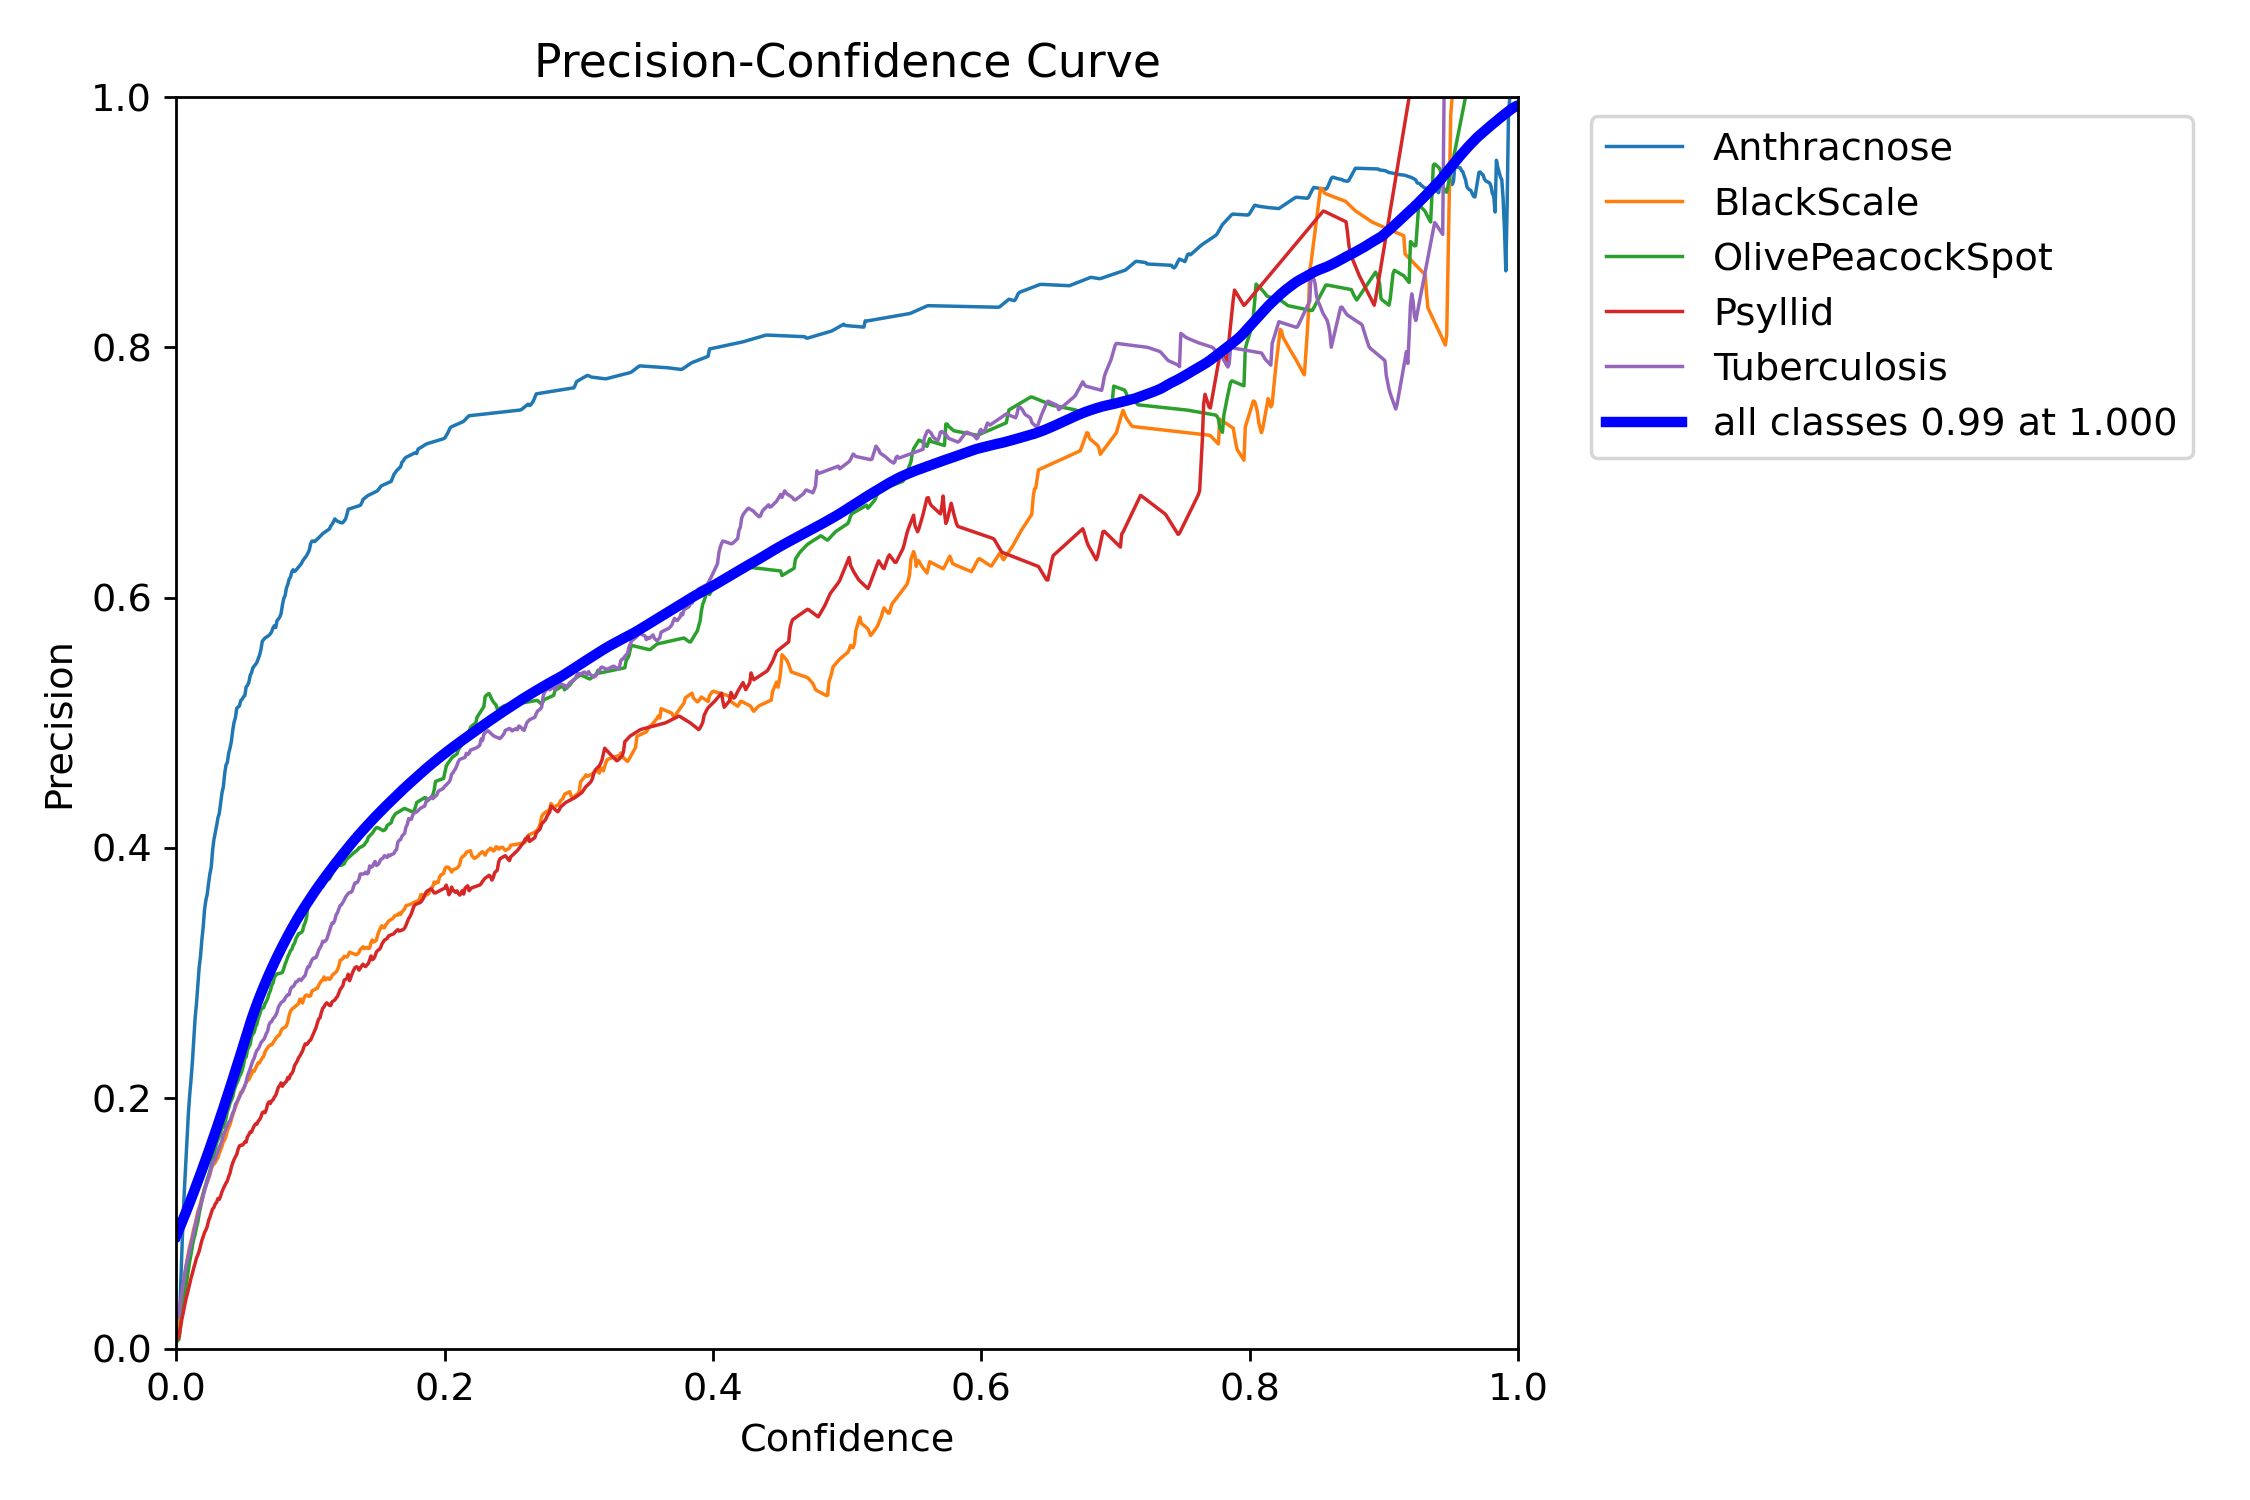 Precision-Confidence Curve
1.0
0.8
0.6
0.4
0.2
0.0
Precision
0.0 0.2 0.4 0.6 0.8 1.0
Confidence
Anthracnose
BlackScale
OlivePeacockSpot
Psyllid
Tuberculosis
all classes 0.99 at 1.000